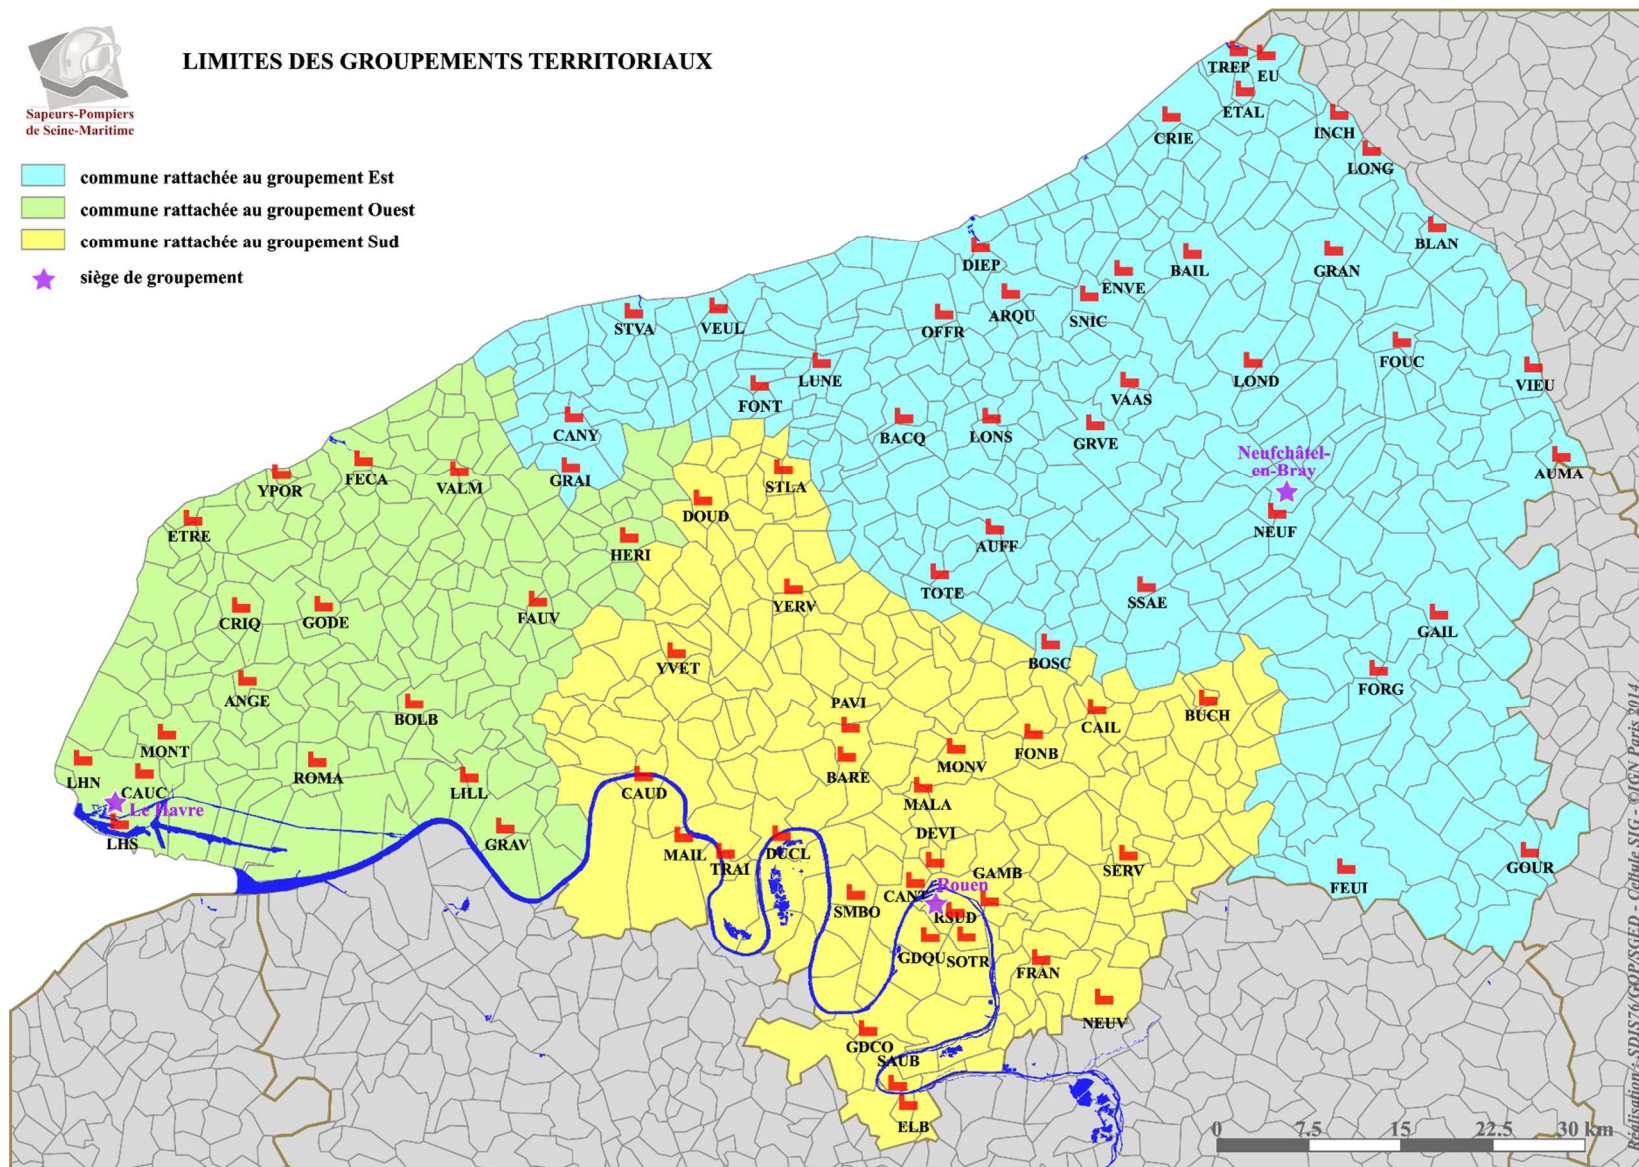 LIMITES DES GROUPEMENTS TERRITORIAUX
Sapeurs-Pompiers
de Seine-Maritime
commune rattachée au groupement Est
commune rattachée au groupement Ouest
commune rattachée au groupement Sud
siège de groupement
TREP
EU
ETAL
CRIE
INCH
LONG
BLAN
DIEP
BAIL
GRAN
ENVE
STVA
VEUL
OFFR
ARQU
SNIC
LUNE
FONT
LOND
FOUC
VIEU
VAAS
CANY
BACQ
LONS
GRVE
Neufchâtel-
en-Bray
AUMA
YPOR
FECA
VALM
GRAI
STLA
DOUD
ETRE
HERI
AUFF
NEUF
TOTE
SSAE
CRIQ
GODE
FAUV
YERV
GAIL
YVET
BOSC
FORG
ANGE
BOLB
PAVI
CAIL
BUCH
MONT
FONB
LHN
CAUC
ROMA
LILL
CAUD
BARE
MONV
MALA
Le Havre
LHS
GRAV
MAIL
TRAI
DUCL
DEVI
SERV
FEUI
GOUR
GAMB
Rouen
CANT
SMBO
RSUD
GDQU
SOTR
FRAN
NEUV
GDCO
SAUB
ELB
0 7.5 15 22.5 30 km
Réalisation : SDIS76/GOP/SGED - Cellule SIG - ©IGN Paris 2014